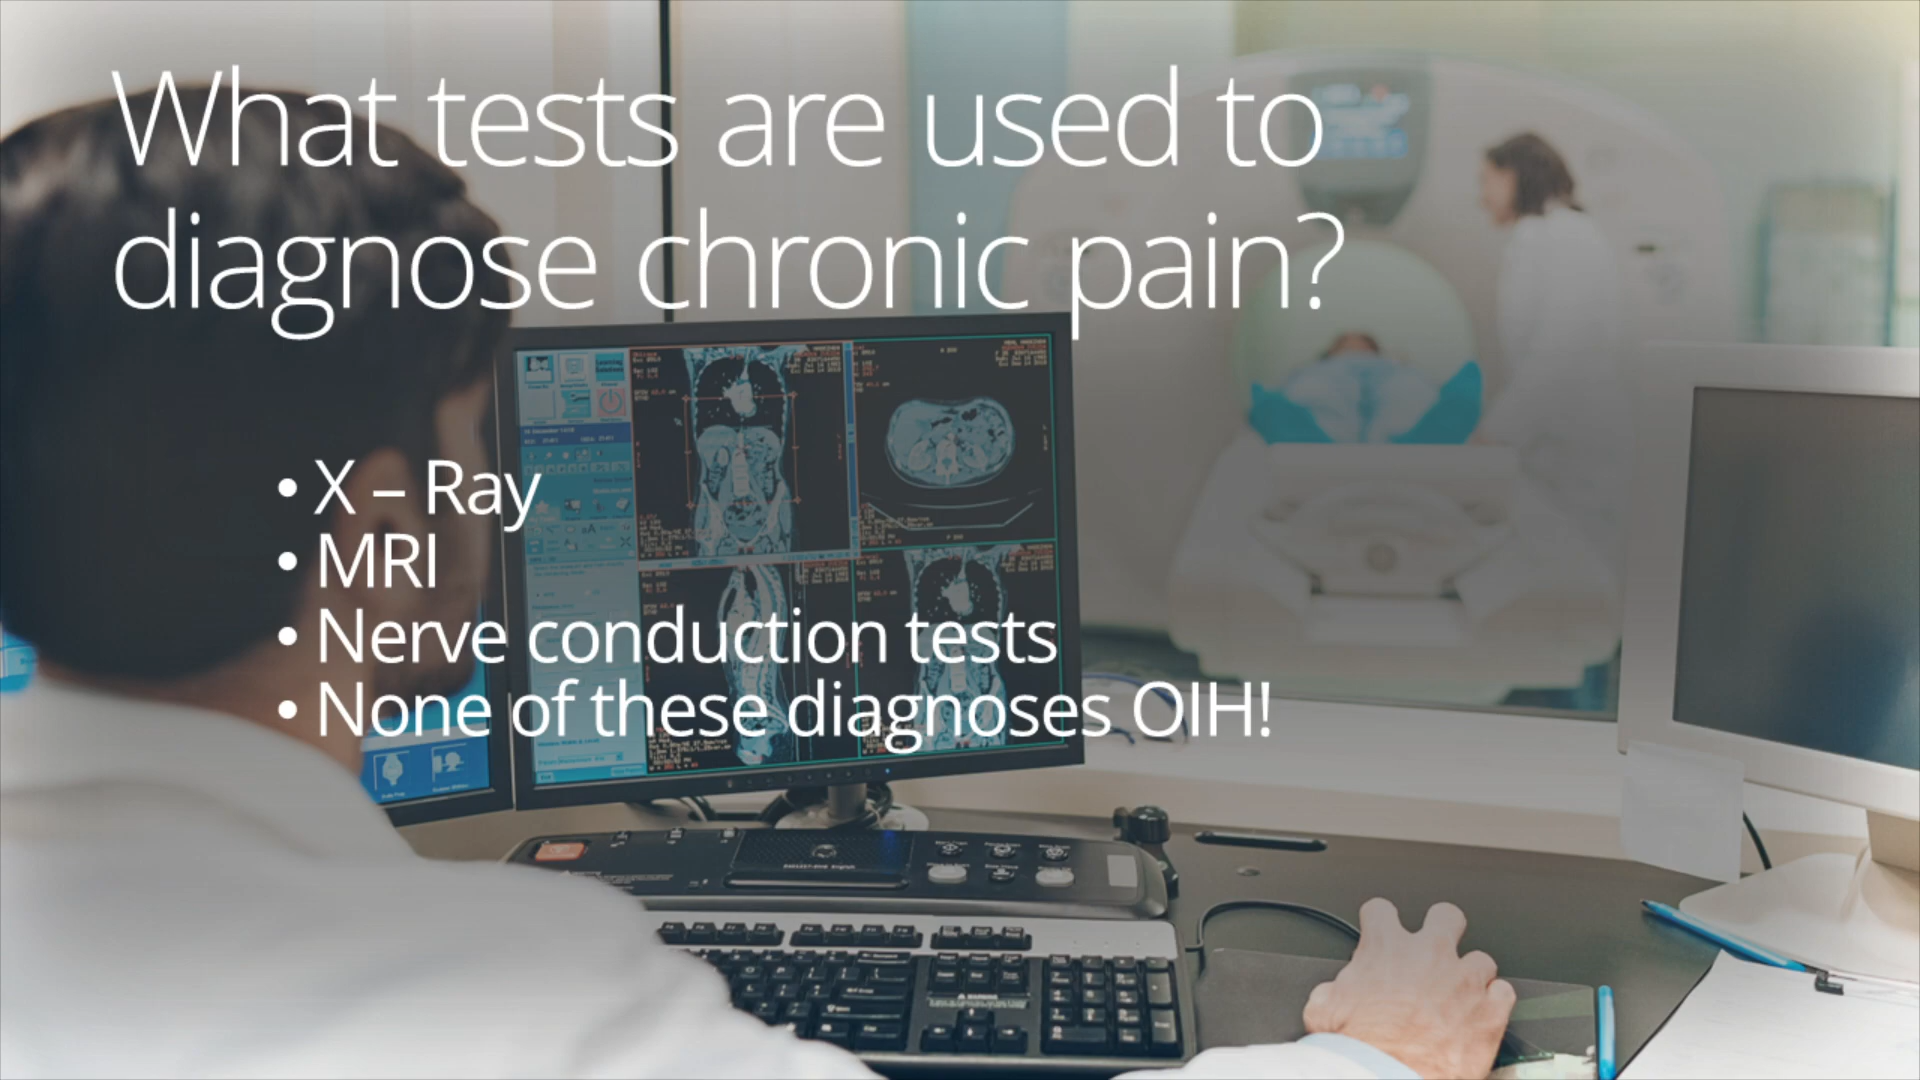 What tests are used to
diagnose chronic pain?
• X – Ray
• MRI
• Nerve conduction tests
• None of these diagnoses OIH!